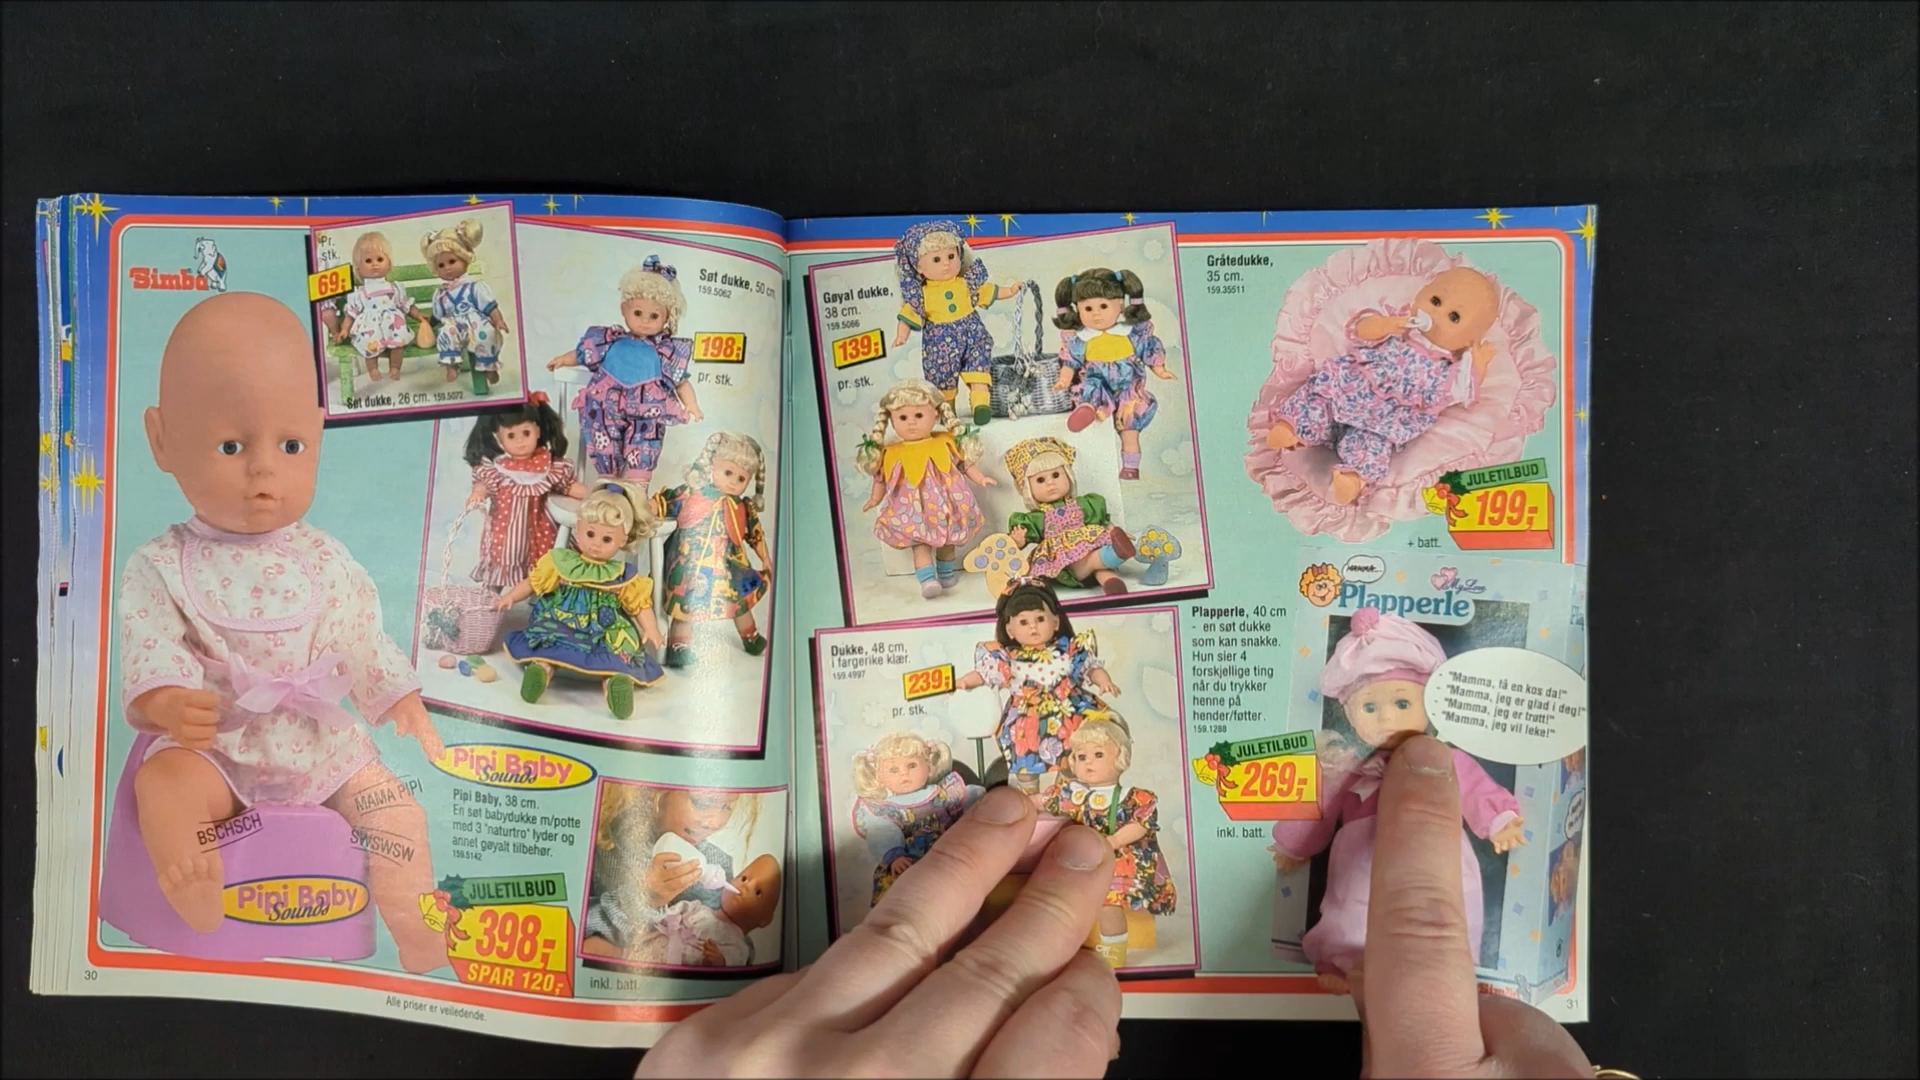 Simba
Pr.
stk.
69;-
Søt dukke, 26 cm. 159.5072
Søt dukke, 50 cm
159.5062
198;-
pr. stk.
Pipi Baby
Sounds
Pipi Baby, 38 cm.
En søt babydukke m/potte
med 3 "naturtro" lyder og
annet gøyalt tilbehør.
159.5142
MAMA PIPI
BSCHSCH
SWSWSW
Pipi Baby
Sounds
JULETILBUD
398,-
SPAR 120,-
inkl. batt.
30
Alle priser er veiledende.
Gøyal dukke,
38 cm.
159.5066
139;-
pr. stk.
Dukke, 48 cm,
i fargerike klær.
159.4997
239;-
pr. stk.
Gråtedukke,
35 cm.
159.35511
JULETILBUD
199,-
+ batt.
Plapperle, 40 cm
- en søt dukke
som kan snakke.
Hun sier 4
forskjellige ting
når du trykker
henne på
hender/føtter.
159.1288
JULETILBUD
269,-
inkl. batt.
My Love
Plapperle
- "Mamma, få en kos da!"
- "Mamma, jeg er glad i deg!"
- "Mamma, jeg er trøtt!"
- "Mamma, jeg vil leke!"
31